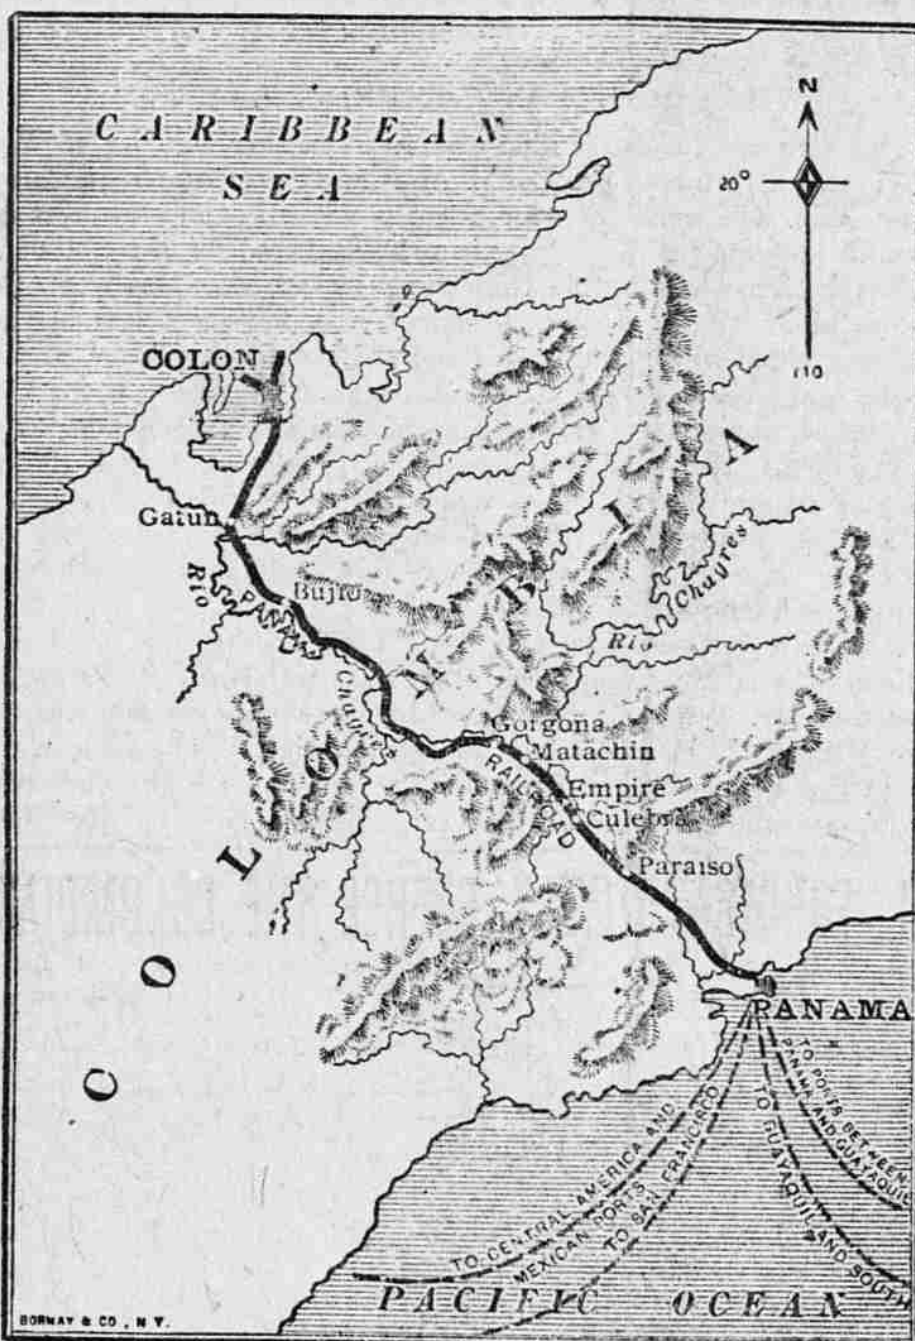 CARIBBEAN
SEA
N
20°
110
COLON
Gatun
Rio
PANAMA
Bujio
Chagres
Rio
Chagres
COLOMBIA
Gorgona
Matachin
RAILROAD
Empire
Culebra
Paraiso
PANAMA
TO PORTS BETWEEN
PANAMA AND GUAYAQUIL
TO GUAYAQUIL AND SOUTH
TO CENTRAL AMERICA AND
MEXICAN PORTS
TO SAN FRANCISCO
PACIFIC OCEAN
BORMAY & CO., N Y.